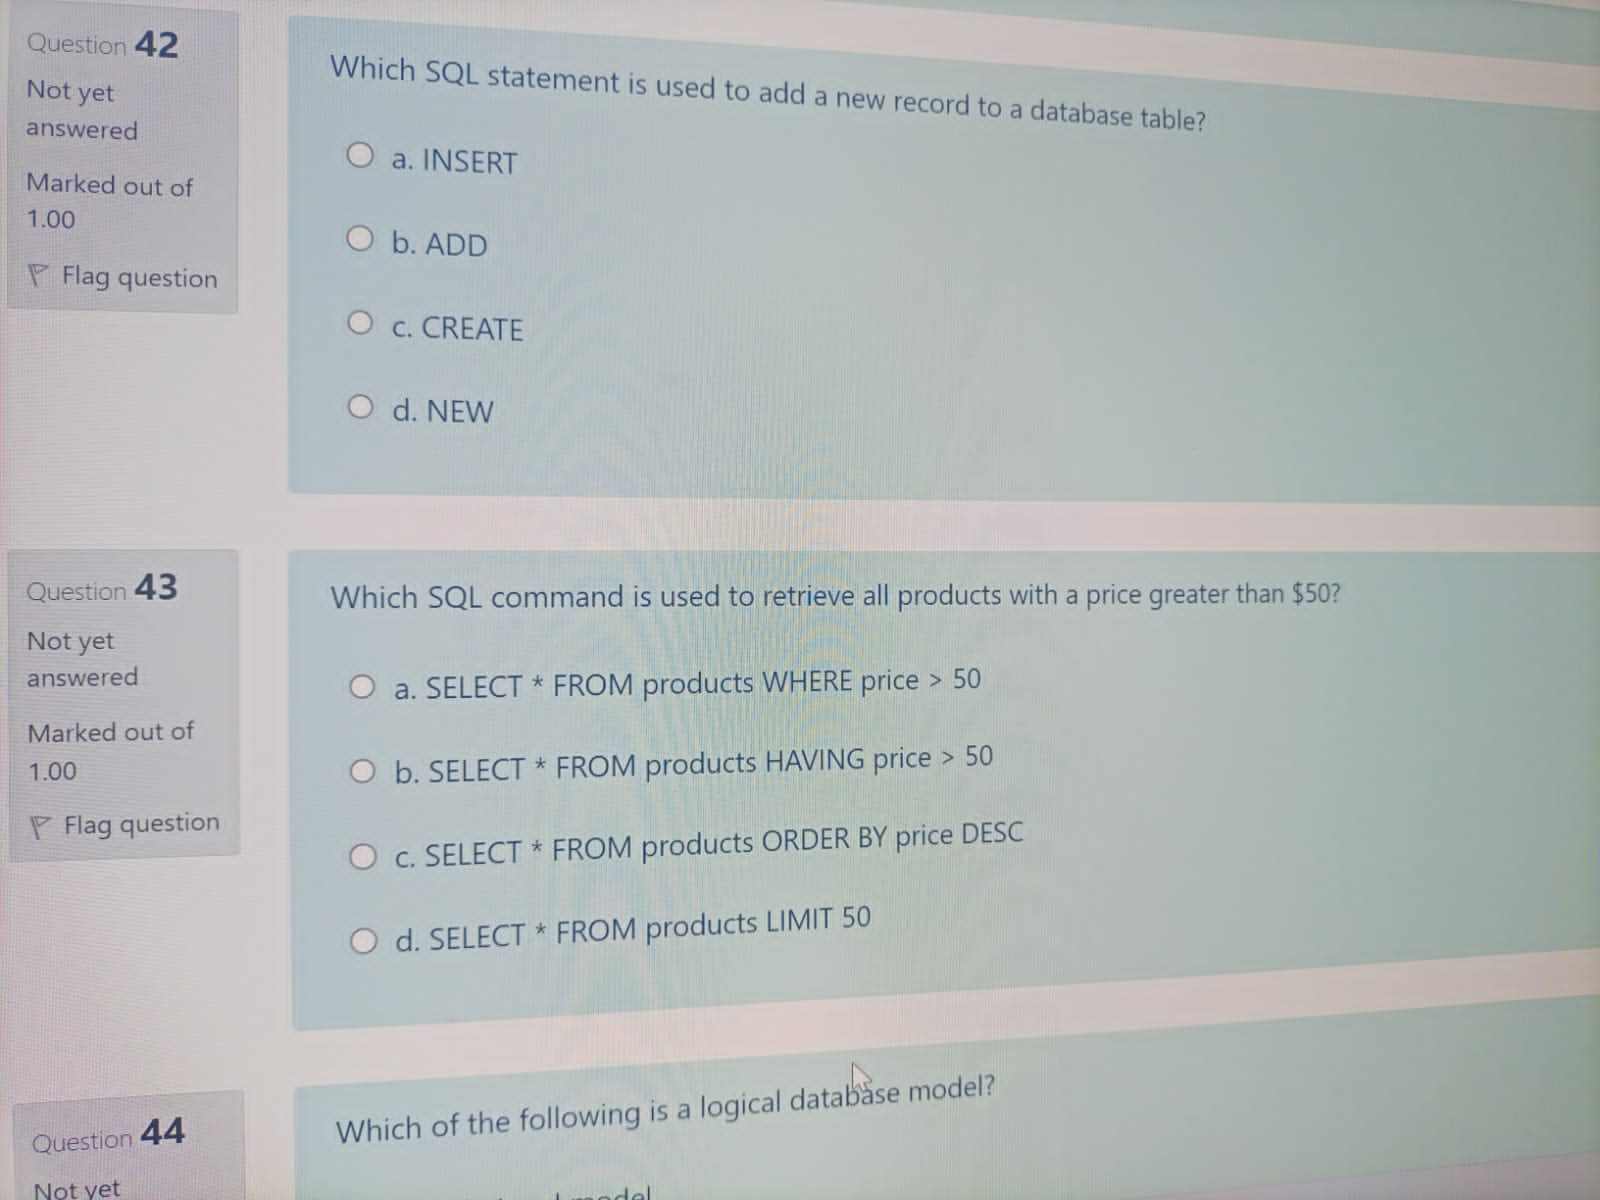 Question 42
Not yet
answered
Marked out of
1.00
Flag question
Which SQL statement is used to add a new record to a database table?
a. INSERT
b. ADD
c. CREATE
d. NEW
Question 43
Not yet
answered
Marked out of
1.00
Flag question
Which SQL command is used to retrieve all products with a price greater than $50?
a. SELECT * FROM products WHERE price > 50
b. SELECT * FROM products HAVING price > 50
c. SELECT * FROM products ORDER BY price DESC
d. SELECT * FROM products LIMIT 50
Question 44
Not yet
Which of the following is a logical database model?
model